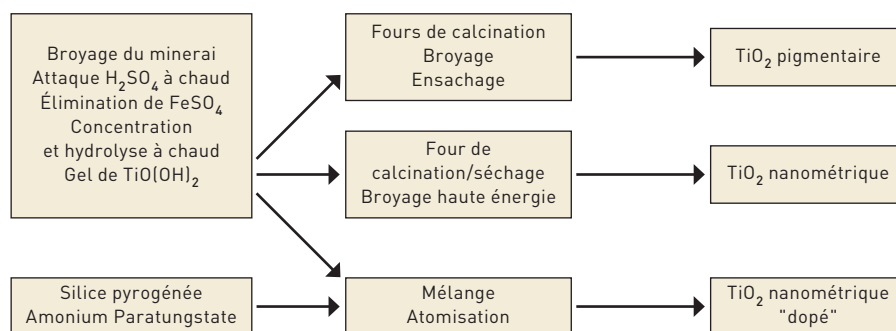 Broyage du minerai
Attaque H₂SO₄ à chaud
Élimination de FeSO₄
Concentration
et hydrolyse à chaud
Gel de TiO(OH)₂
Fours de calcination
Broyage
Ensachage
TiO₂ pigmentaire
Four de
calcination/séchage
Broyage haute énergie
TiO₂ nanométrique
Silice pyrogénée
Amonium Paratungstate
Mélange
Atomisation
TiO₂ nanométrique
"dopé"